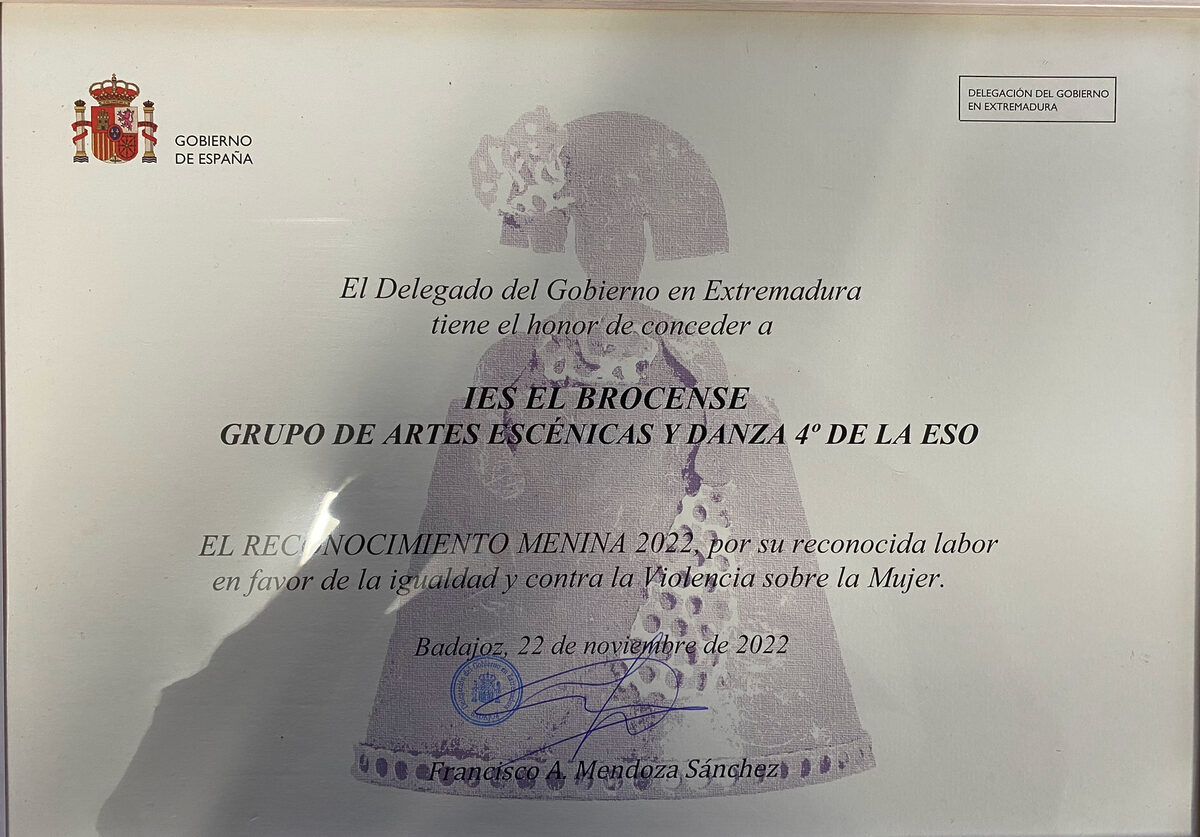 GOBIERNO
DE ESPAÑA
DELEGACIÓN DEL GOBIERNO
EN EXTREMADURA
El Delegado del Gobierno en Extremadura
tiene el honor de conceder a
IES EL BROCENSE
GRUPO DE ARTES ESCÉNICAS Y DANZA 4º DE LA ESO
EL RECONOCIMIENTO MENINA 2022, por su reconocida labor
en favor de la igualdad y contra la Violencia sobre la Mujer.
Badajoz, 22 de noviembre de 2022
Francisco A. Mendoza Sánchez